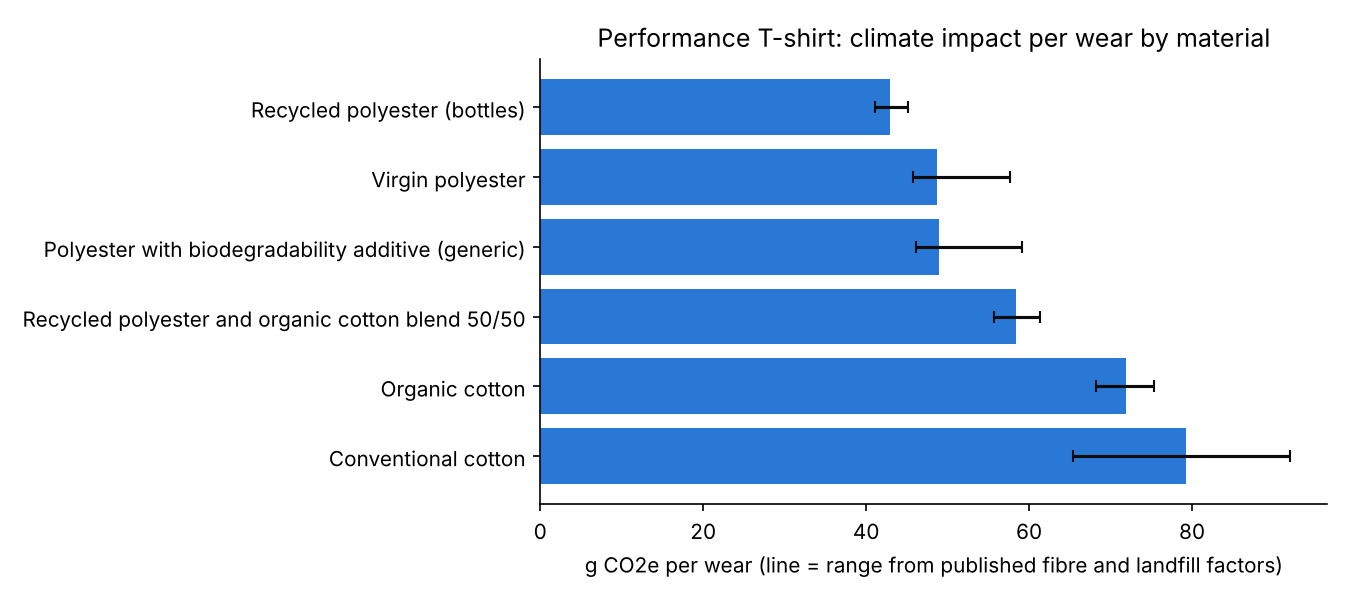 Performance T-shirt: climate impact per wear by material
Recycled polyester (bottles)
Virgin polyester
Polyester with biodegradability additive (generic)
Recycled polyester and organic cotton blend 50/50
Organic cotton
Conventional cotton
0 20 40 60 80
g CO2e per wear (line = range from published fibre and landfill factors)